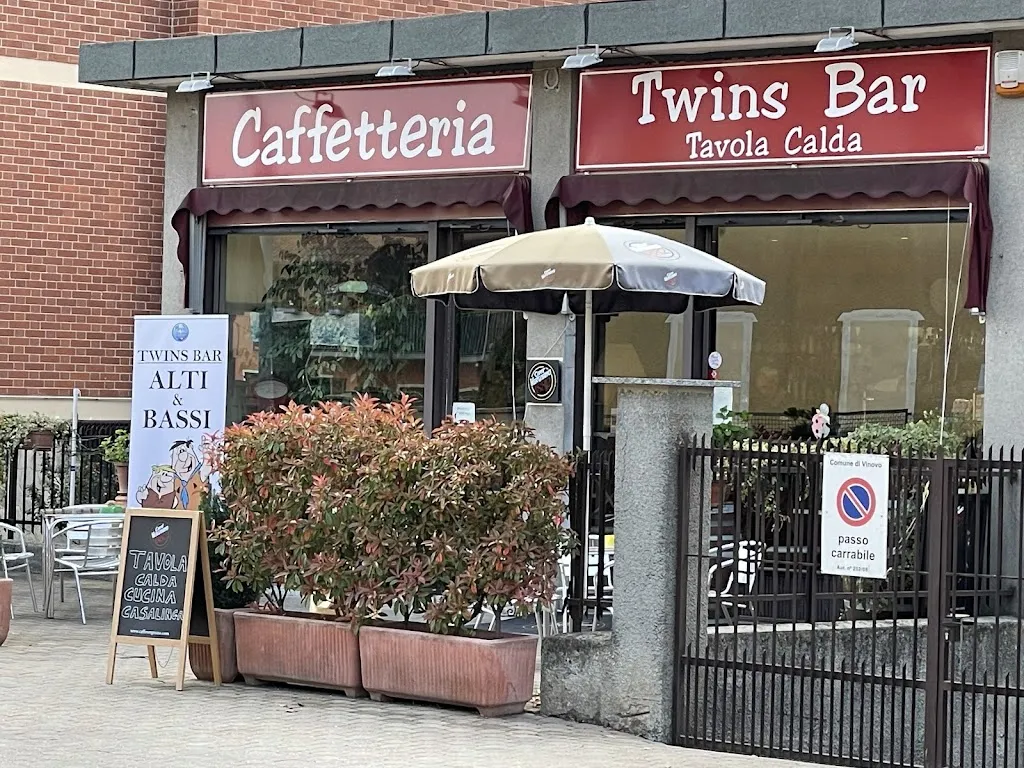 Caffetteria
Twins Bar
Tavola Calda
TWINS BAR
ALTI
&
BASSI
TAVOLA
CALDA
CUCINA
CASALINGA
Comune di Vinovo
passo
carrabile